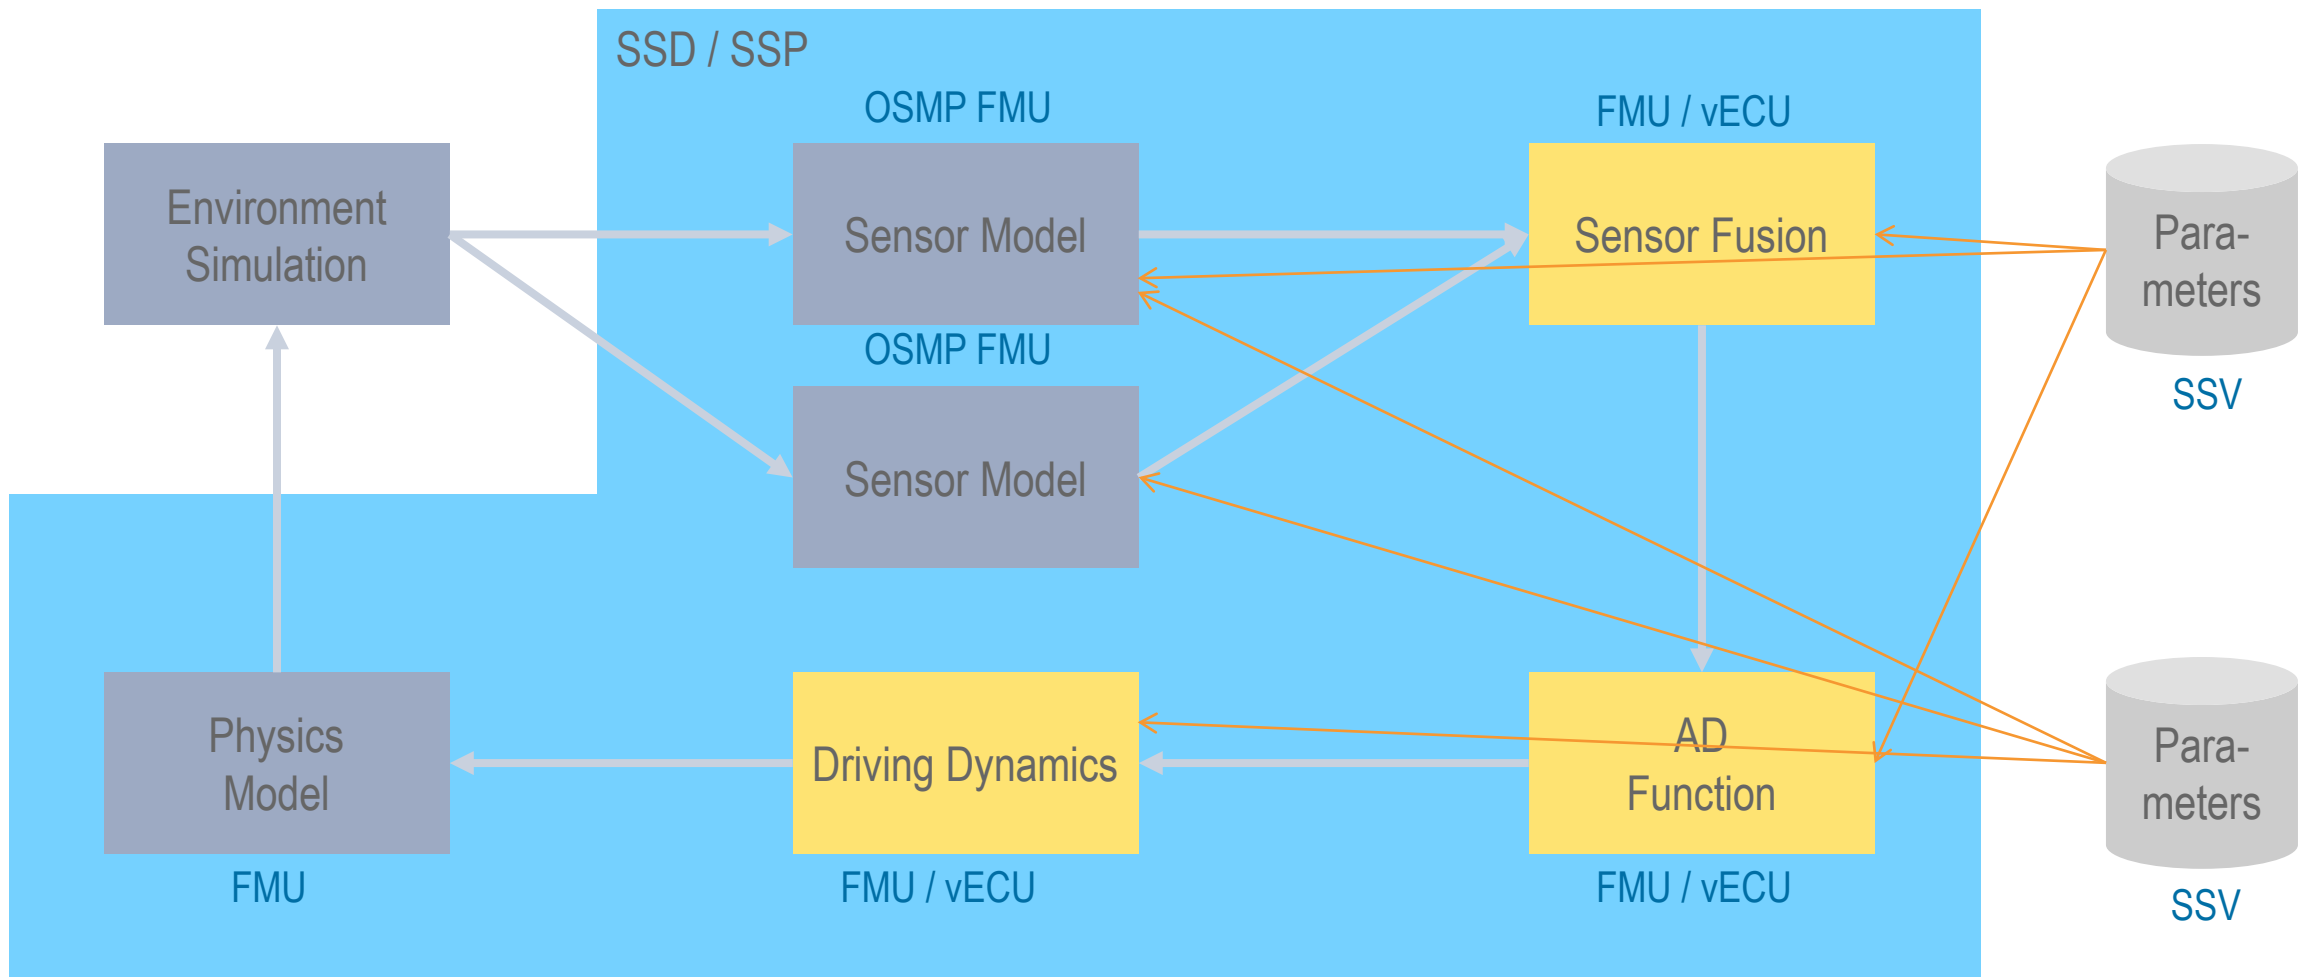 SSD / SSP
OSMP FMU
FMU / vECU
Environment
Simulation
Sensor Model
Sensor Fusion
Para-
meters
SSV
OSMP FMU
Sensor Model
Physics
Model
FMU
Driving Dynamics
FMU / vECU
AD
Function
FMU / vECU
Para-
meters
SSV